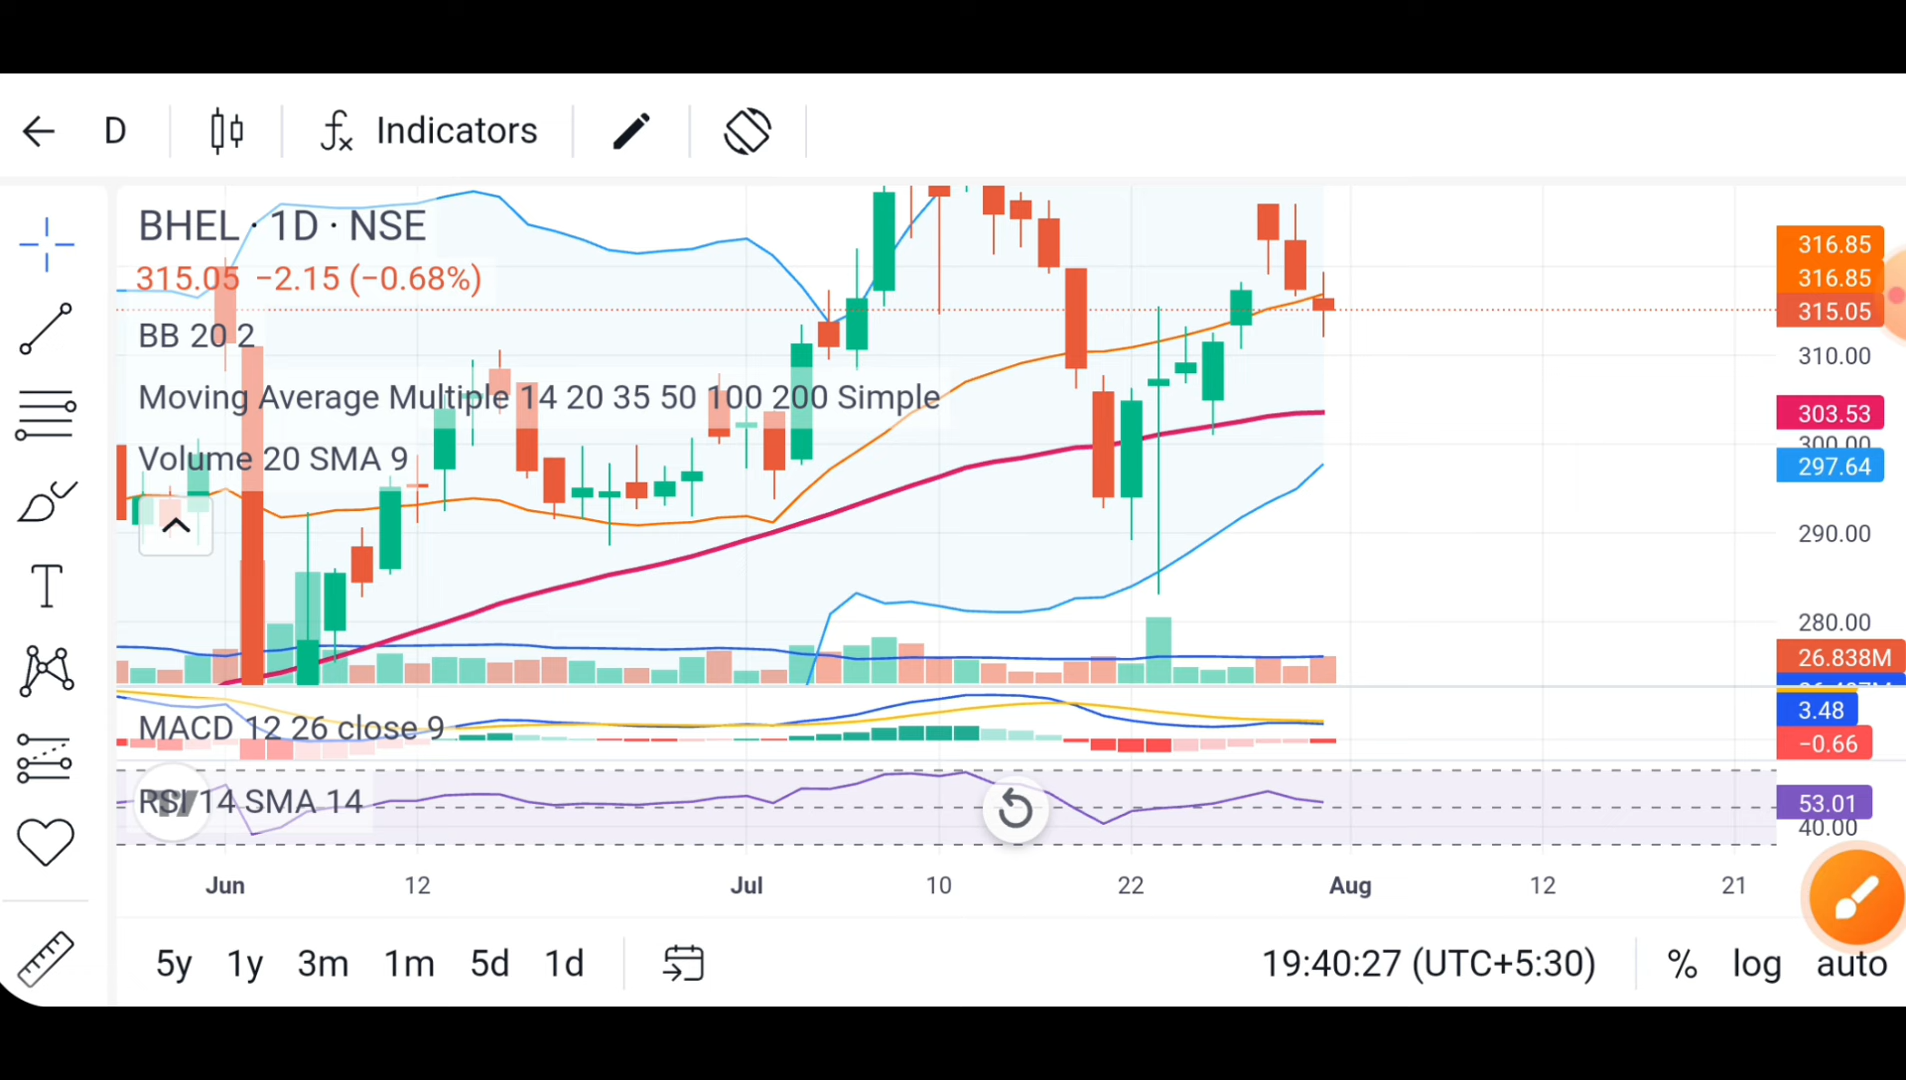 D
Indicators
BHEL · 1D · NSE
315.05 −2.15 (−0.68%)
BB 20 2
Moving Average Multiple 14 20 35 50 100 200 Simple
Volume 20 SMA 9
316.85
316.85
315.05
310.00
303.53
300.00
297.64
290.00
280.00
26.838M
MACD 12 26 close 9
3.48
−0.66
RSI 14 SMA 14
53.01
40.00
Jun 12 Jul 10 22 Aug 12 21
5y 1y 3m 1m 5d 1d
19:40:27 (UTC+5:30) % log auto